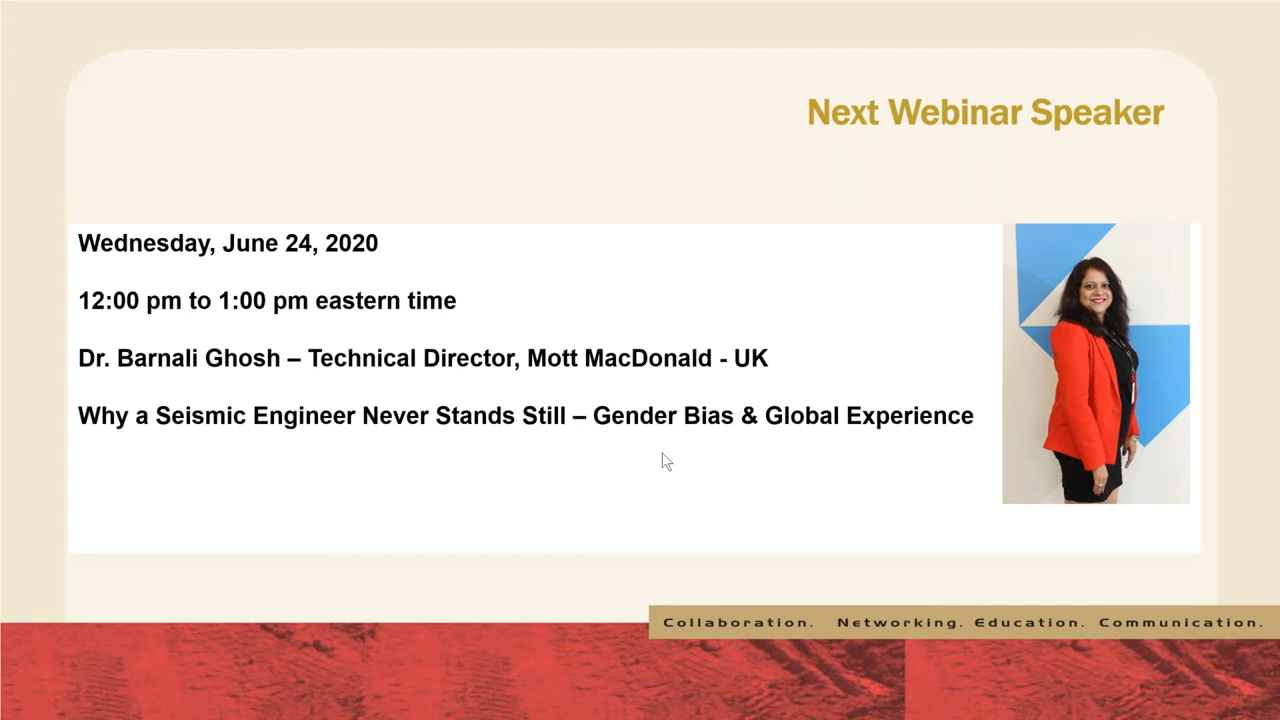 Next Webinar Speaker
Wednesday, June 24, 2020
12:00 pm to 1:00 pm eastern time
Dr. Barnali Ghosh – Technical Director, Mott MacDonald - UK
Why a Seismic Engineer Never Stands Still – Gender Bias & Global Experience
Collaboration. Networking. Education. Communication.